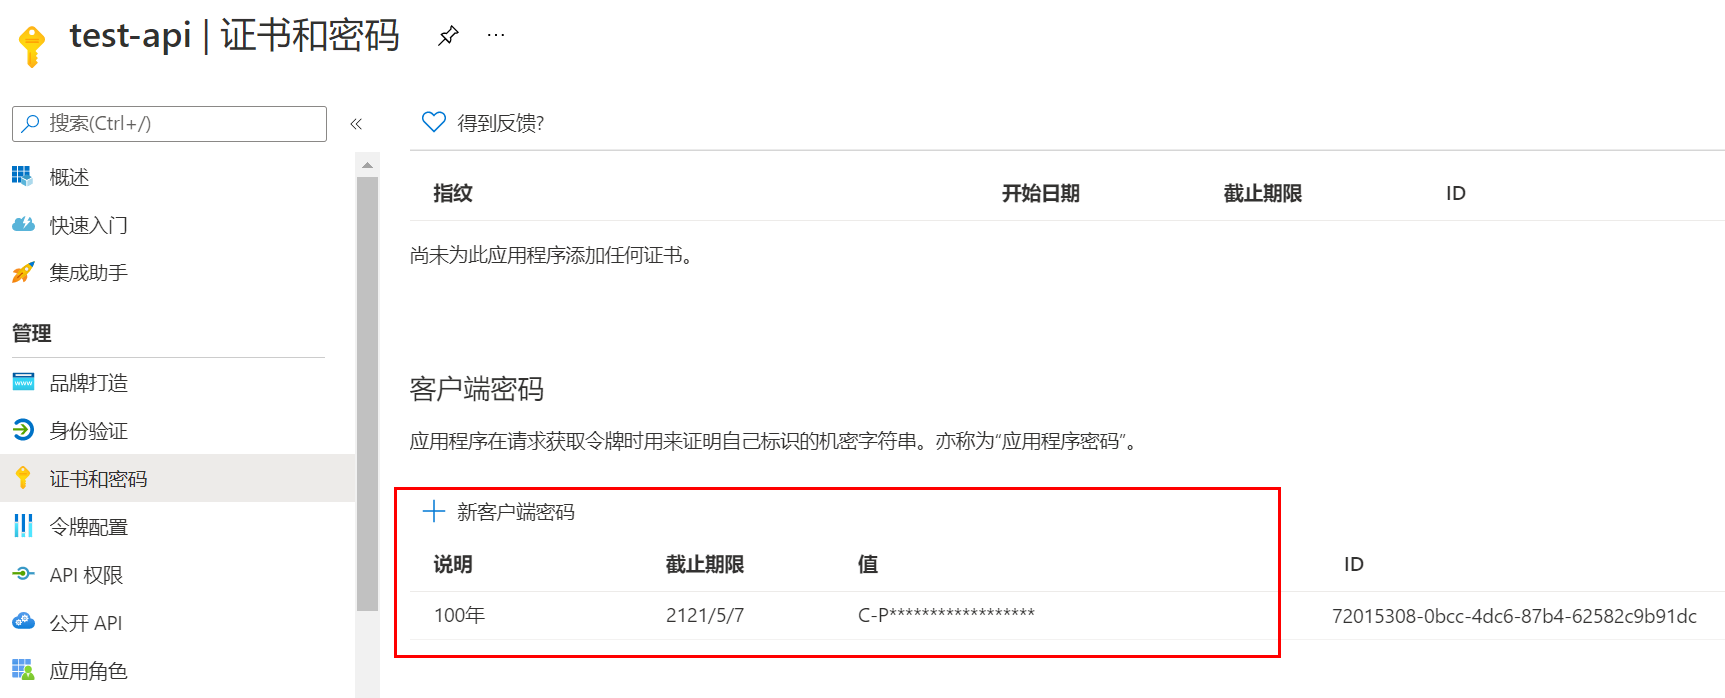 test-api | 证书和密码
搜索(Ctrl+/)
概述
快速入门
集成助手
管理
品牌打造
身份验证
证书和密码
令牌配置
API 权限
公开 API
应用角色
得到反馈?
指纹 开始日期 截止期限 ID
尚未为此应用程序添加任何证书。
客户端密码
应用程序在请求获取令牌时用来证明自己标识的机密字符串。亦称为“应用程序密码”。
新客户端密码
说明 截止期限 值 ID
100年 2121/5/7 C-P****************** 72015308-0bcc-4dc6-87b4-62582c9b91dc